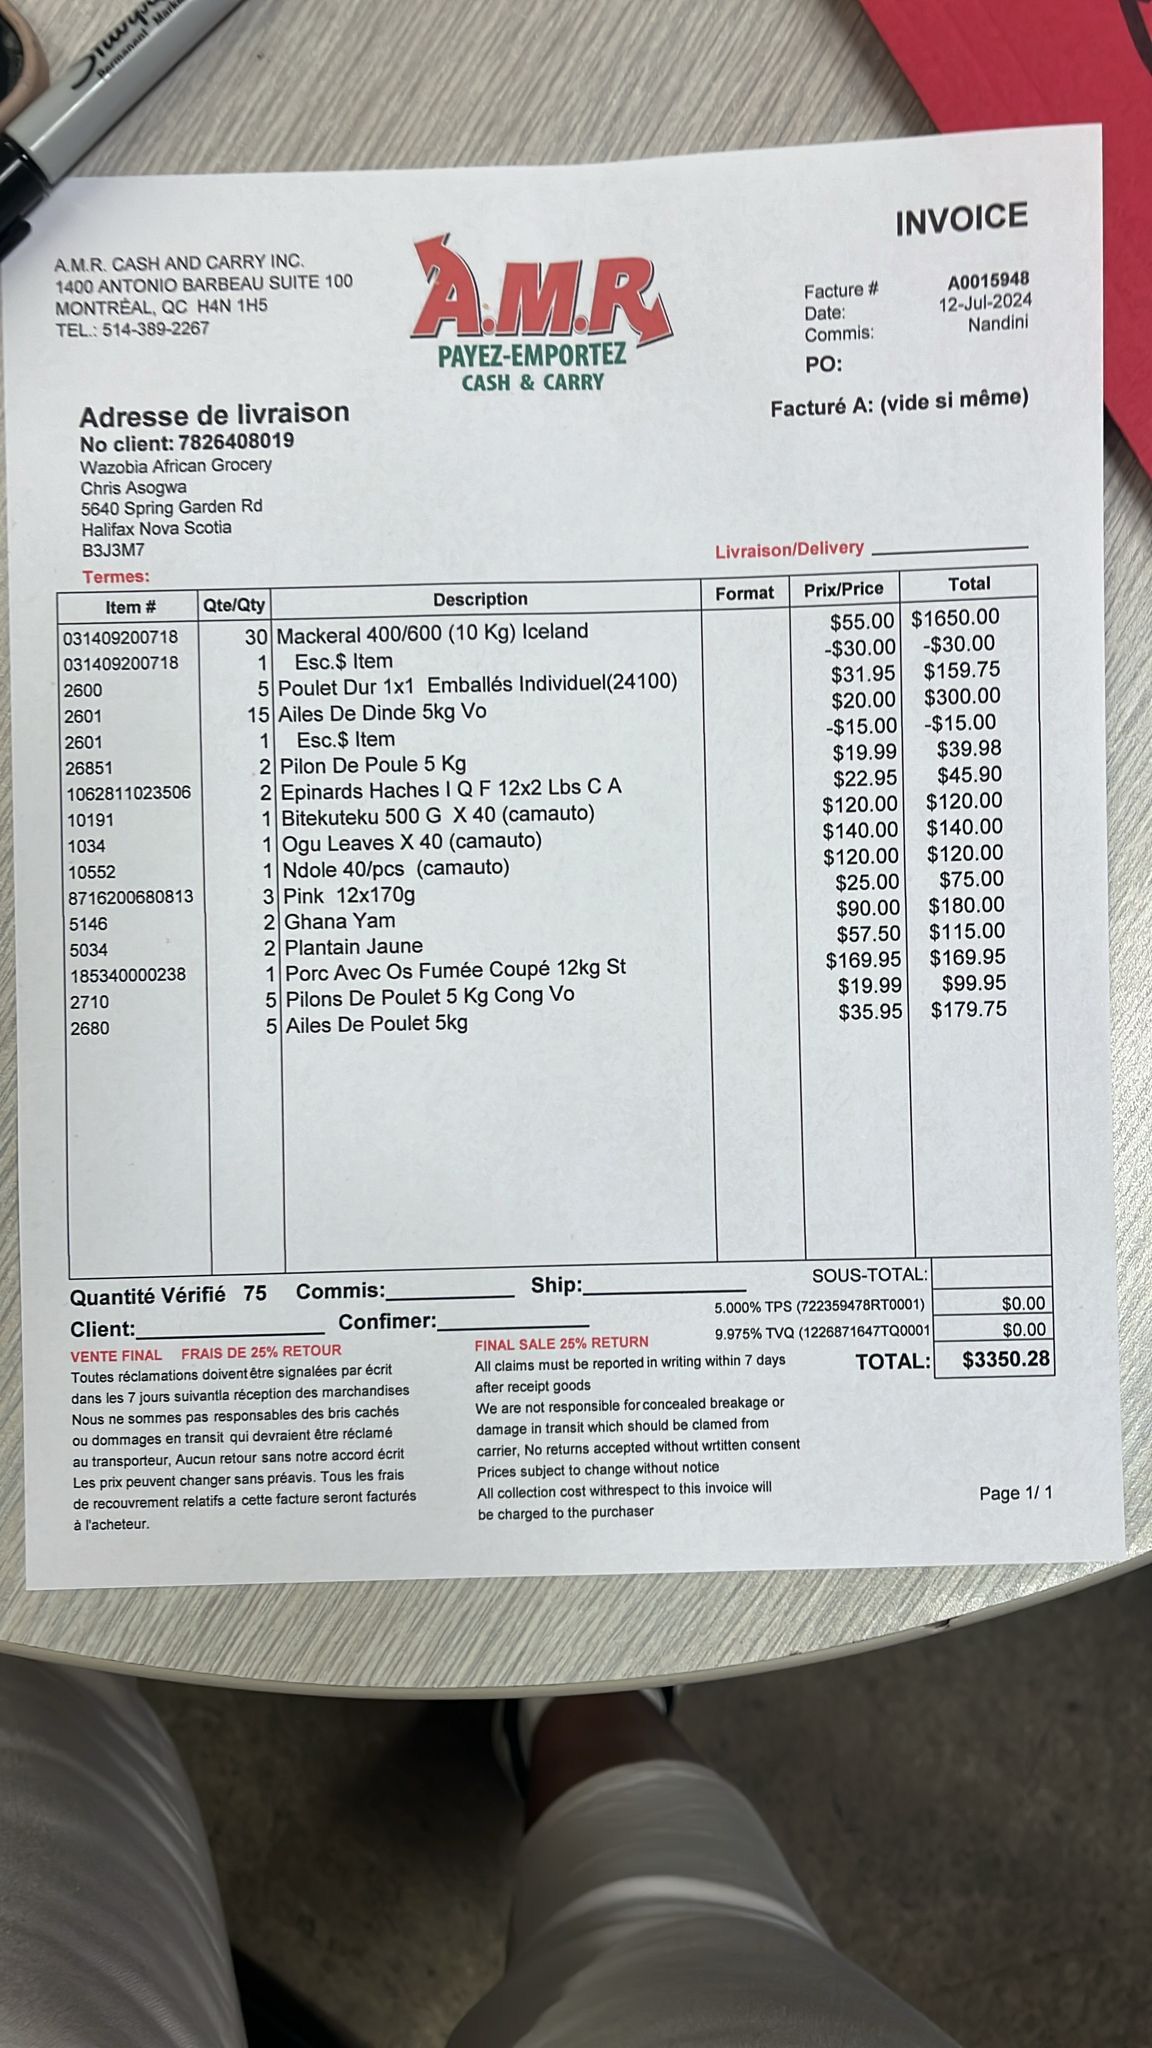 Sharpie
Permanent Marker
INVOICE
A.M.R. CASH AND CARRY INC.
1400 ANTONIO BARBEAU SUITE 100
MONTRÉAL, QC H4N 1H5
TEL.: 514-389-2267
A.M.R
PAYEZ-EMPORTEZ
CASH & CARRY
Facture # A0015948
Date: 12-Jul-2024
Commis: Nandini
PO:
Facturé A: (vide si même)
Adresse de livraison
No client: 7826408019
Wazobia African Grocery
Chris Asogwa
5640 Spring Garden Rd
Halifax Nova Scotia
B3J3M7
Livraison/Delivery
Termes:
Item # Qte/Qty Description Format Prix/Price Total
031409200718 30 Mackeral 400/600 (10 Kg) Iceland $55.00 $1650.00
031409200718 1 Esc.$ Item -$30.00 -$30.00
2600 5 Poulet Dur 1x1 Emballés Individuel(24100) $31.95 $159.75
2601 15 Ailes De Dinde 5kg Vo $20.00 $300.00
2601 1 Esc.$ Item -$15.00 -$15.00
26851 2 Pilon De Poule 5 Kg $19.99 $39.98
1062811023506 2 Epinards Haches I Q F 12x2 Lbs C A $22.95 $45.90
10191 1 Bitekuteku 500 G X 40 (camauto) $120.00 $120.00
1034 1 Ogu Leaves X 40 (camauto) $140.00 $140.00
10552 1 Ndole 40/pcs (camauto) $120.00 $120.00
8716200680813 3 Pink 12x170g $25.00 $75.00
5146 2 Ghana Yam $90.00 $180.00
5034 2 Plantain Jaune $57.50 $115.00
185340000238 1 Porc Avec Os Fumée Coupé 12kg St $169.95 $169.95
2710 5 Pilons De Poulet 5 Kg Cong Vo $19.99 $99.95
2680 5 Ailes De Poulet 5kg $35.95 $179.75
Quantité Vérifié 75 Commis: Ship: SOUS-TOTAL:
5.000% TPS (722359478RT0001) $0.00
Client: Confimer: 9.975% TVQ (1226871647TQ0001 $0.00
TOTAL: $3350.28
VENTE FINAL FRAIS DE 25% RETOUR
Toutes réclamations doivent être signalées par écrit
dans les 7 jours suivantla réception des marchandises
Nous ne sommes pas responsables des bris cachés
ou dommages en transit qui devraient être réclamé
au transporteur, Aucun retour sans notre accord écrit
Les prix peuvent changer sans préavis. Tous les frais
de recouvrement relatifs a cette facture seront facturés
à l'acheteur.
FINAL SALE 25% RETURN
All claims must be reported in writing within 7 days
after receipt goods
We are not responsible for concealed breakage or
damage in transit which should be clamed from
carrier, No returns accepted without wrtitten consent
Prices subject to change without notice
All collection cost withrespect to this invoice will
be charged to the purchaser
Page 1/ 1